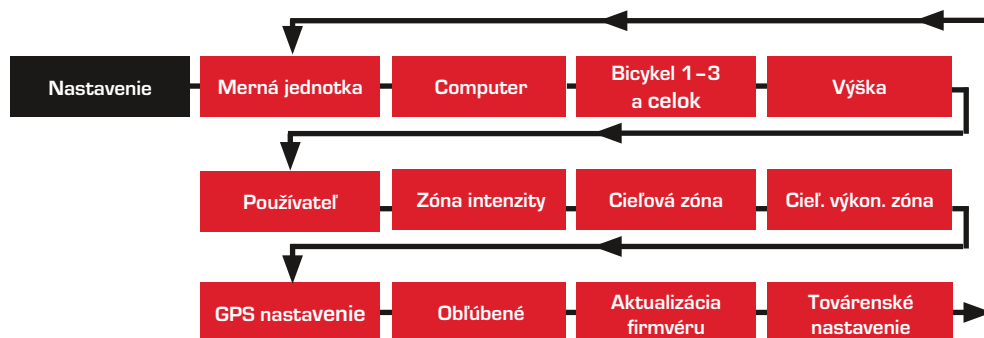 Nastavenie
Merná jednotka
Computer
Bicykel 1–3
a celok
Výška
Používateľ
Zóna intenzity
Cieľová zóna
Cieľ. výkon. zóna
GPS nastavenie
Obľúbené
Aktualizácia
firmvéru
Továrenské
nastavenie